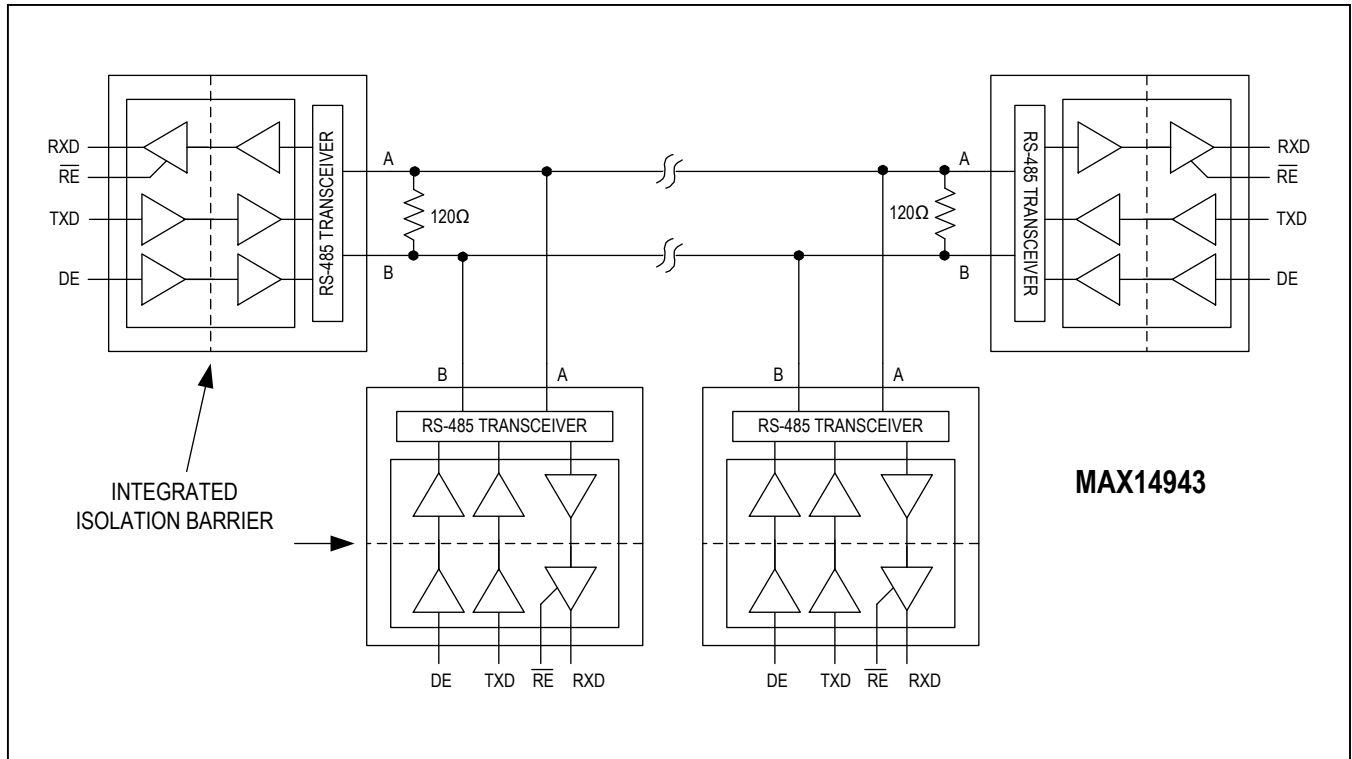 RXD
RE
TXD
DE
RS-485 TRANSCEIVER
A
B
120Ω
120Ω
A
B
RS-485 TRANSCEIVER
RXD
RE
TXD
DE
INTEGRATED
ISOLATION BARRIER
B A
RS-485 TRANSCEIVER
DE TXD RE RXD
B A
RS-485 TRANSCEIVER
DE TXD RE RXD
MAX14943